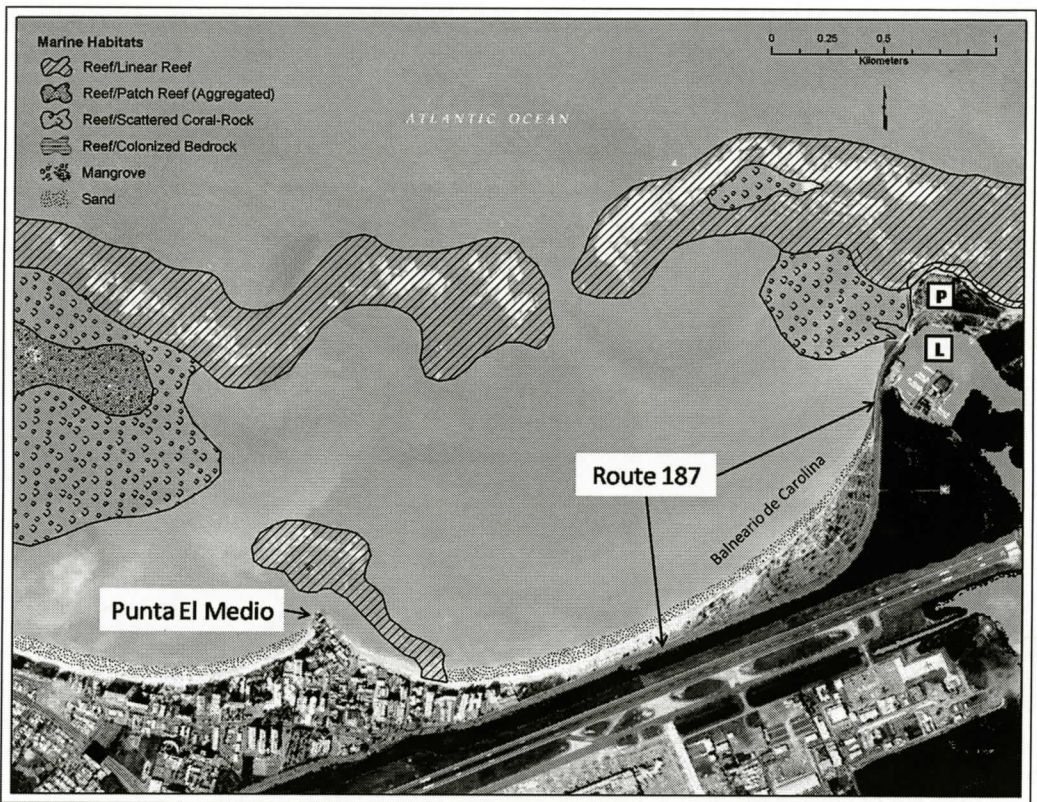 Marine Habitats
Reef/Linear Reef
Reef/Patch Reef (Aggregated)
Reef/Scattered Coral-Rock
Reef/Colonized Bedrock
Mangrove
Sand
0 0.25 0.5 1
Kilometers
ATLANTIC OCEAN
P
L
Route 187
Balneario de Carolina
Punta El Medio